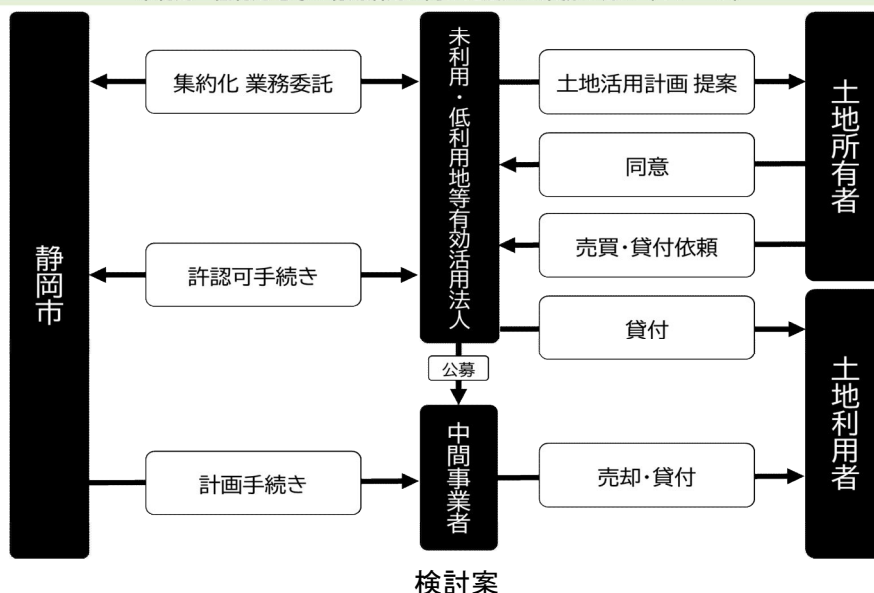 静岡市
集約化 業務委託
許認可手続き
計画手続き
未利用・低利用地等有効活用法人
公募
中間事業者
土地活用計画 提案
同意
売買・貸付依頼
貸付
売却・貸付
土地所有者
土地利用者
検討案